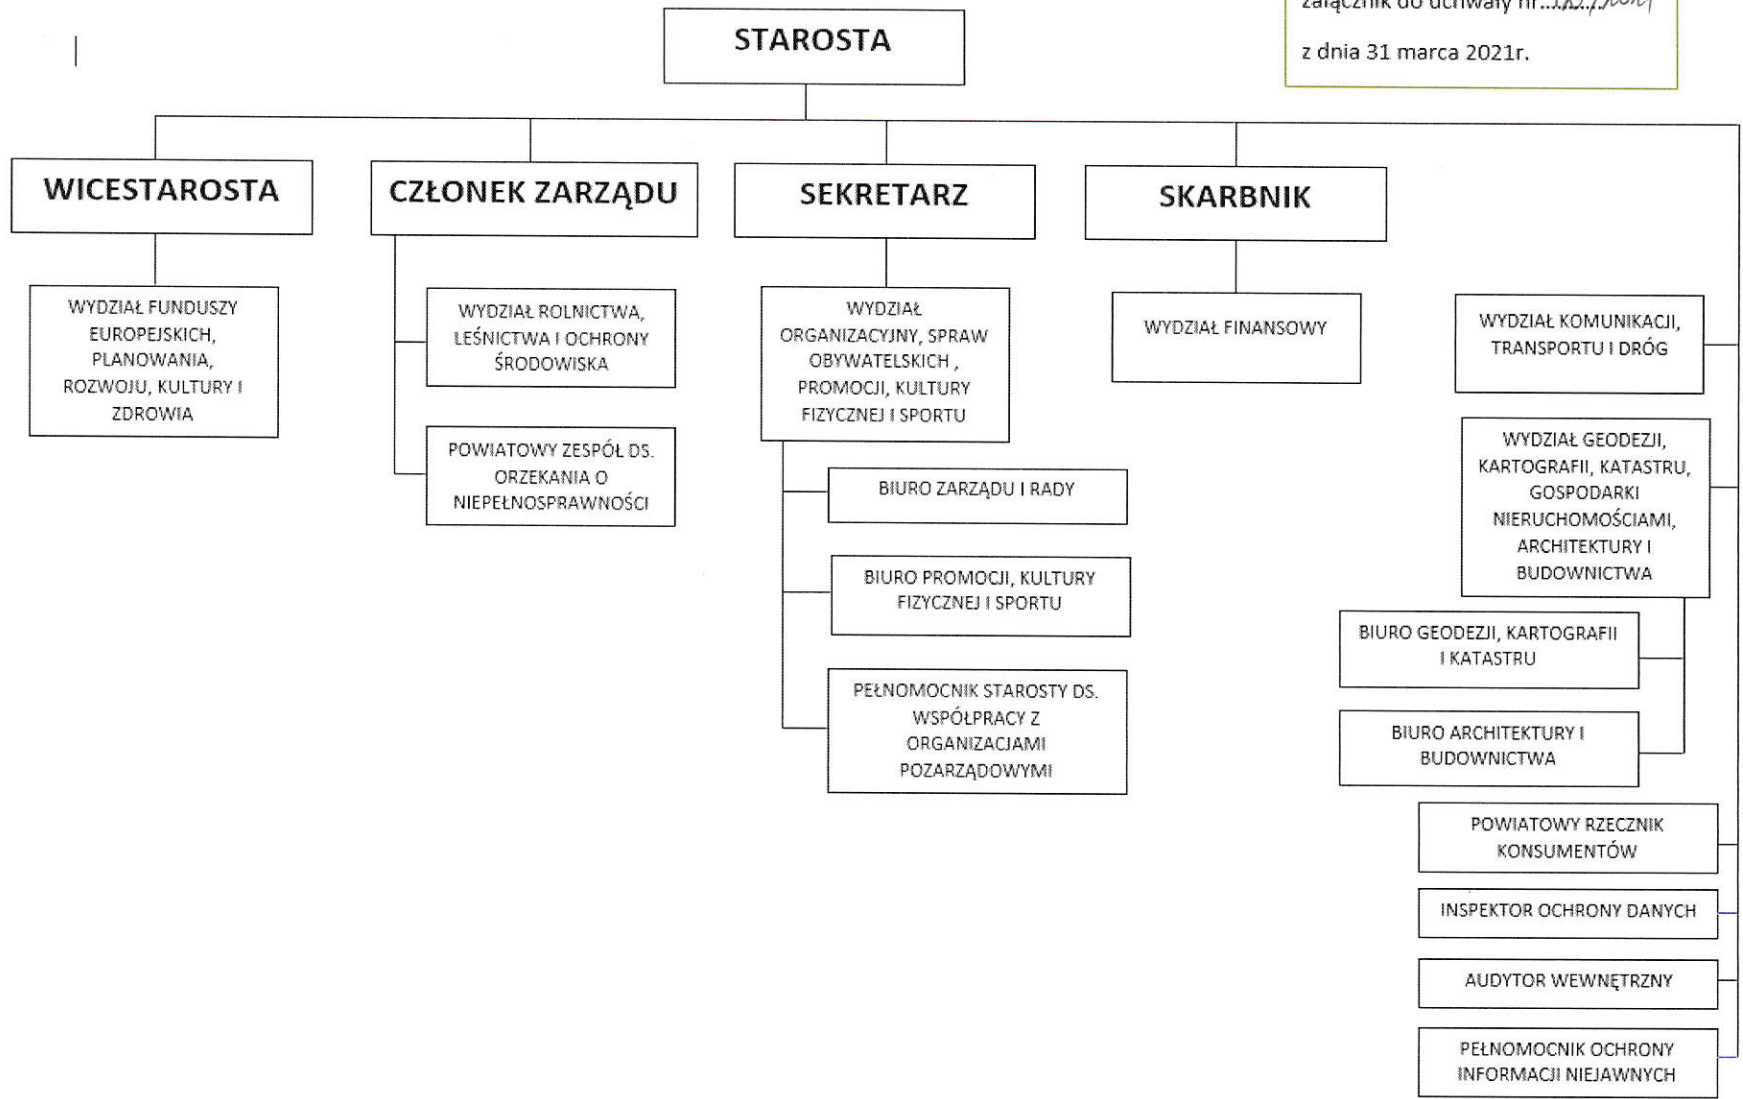 załącznik do uchwały nr
z dnia 31 marca 2021r.
STAROSTA
WICESTAROSTA
CZŁONEK ZARZĄDU
SEKRETARZ
SKARBNIK
WYDZIAŁ FUNDUSZY
EUROPEJSKICH,
PLANOWANIA,
ROZWOJU, KULTURY I
ZDROWIA
WYDZIAŁ ROLNICTWA,
LEŚNICTWA I OCHRONY
ŚRODOWISKA
POWIATOWY ZESPÓŁ DS.
ORZEKANIA O
NIEPEŁNOSPRAWNOŚCI
WYDZIAŁ
ORGANIZACYJNY, SPRAW
OBYWATELSKICH ,
PROMOCJI, KULTURY
FIZYCZNEJ I SPORTU
BIURO ZARZĄDU I RADY
BIURO PROMOCJI, KULTURY
FIZYCZNEJ I SPORTU
PEŁNOMOCNIK STAROSTY DS.
WSPÓŁPRACY Z
ORGANIZACJAMI
POZARZĄDOWYMI
WYDZIAŁ FINANSOWY
WYDZIAŁ KOMUNIKACJI,
TRANSPORTU I DRÓG
WYDZIAŁ GEODEZJI,
KARTOGRAFII, KATASTRU,
GOSPODARKI
NIERUCHOMOŚCIAMI,
ARCHITEKTURY I
BUDOWNICTWA
BIURO GEODEZJI, KARTOGRAFII
I KATASTRU
BIURO ARCHITEKTURY I
BUDOWNICTWA
POWIATOWY RZECZNIK
KONSUMENTÓW
INSPEKTOR OCHRONY DANYCH
AUDYTOR WEWNĘTRZNY
PEŁNOMOCNIK OCHRONY
INFORMACJI NIEJAWNYCH